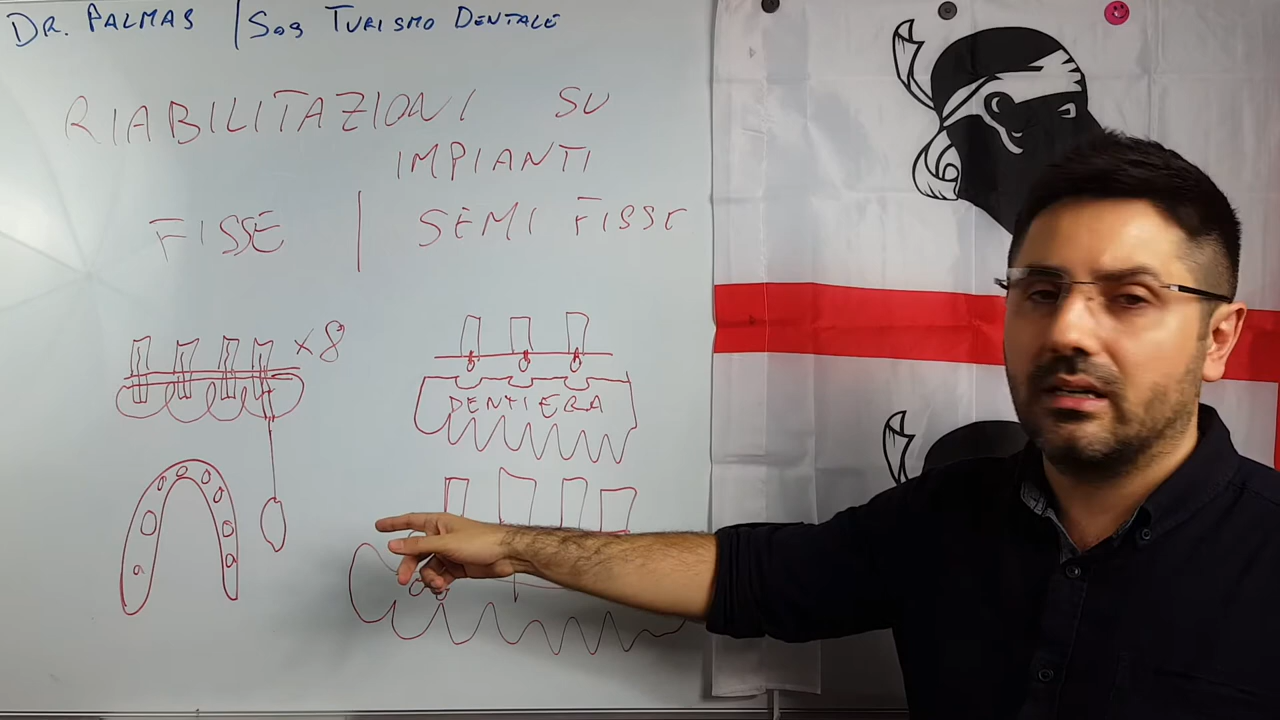 DR. PALMAS | SOS TURISMO DENTALE
RIABILITAZIONI SU
IMPIANTI
FISSE | SEMI FISSE
x8
DENTIERA